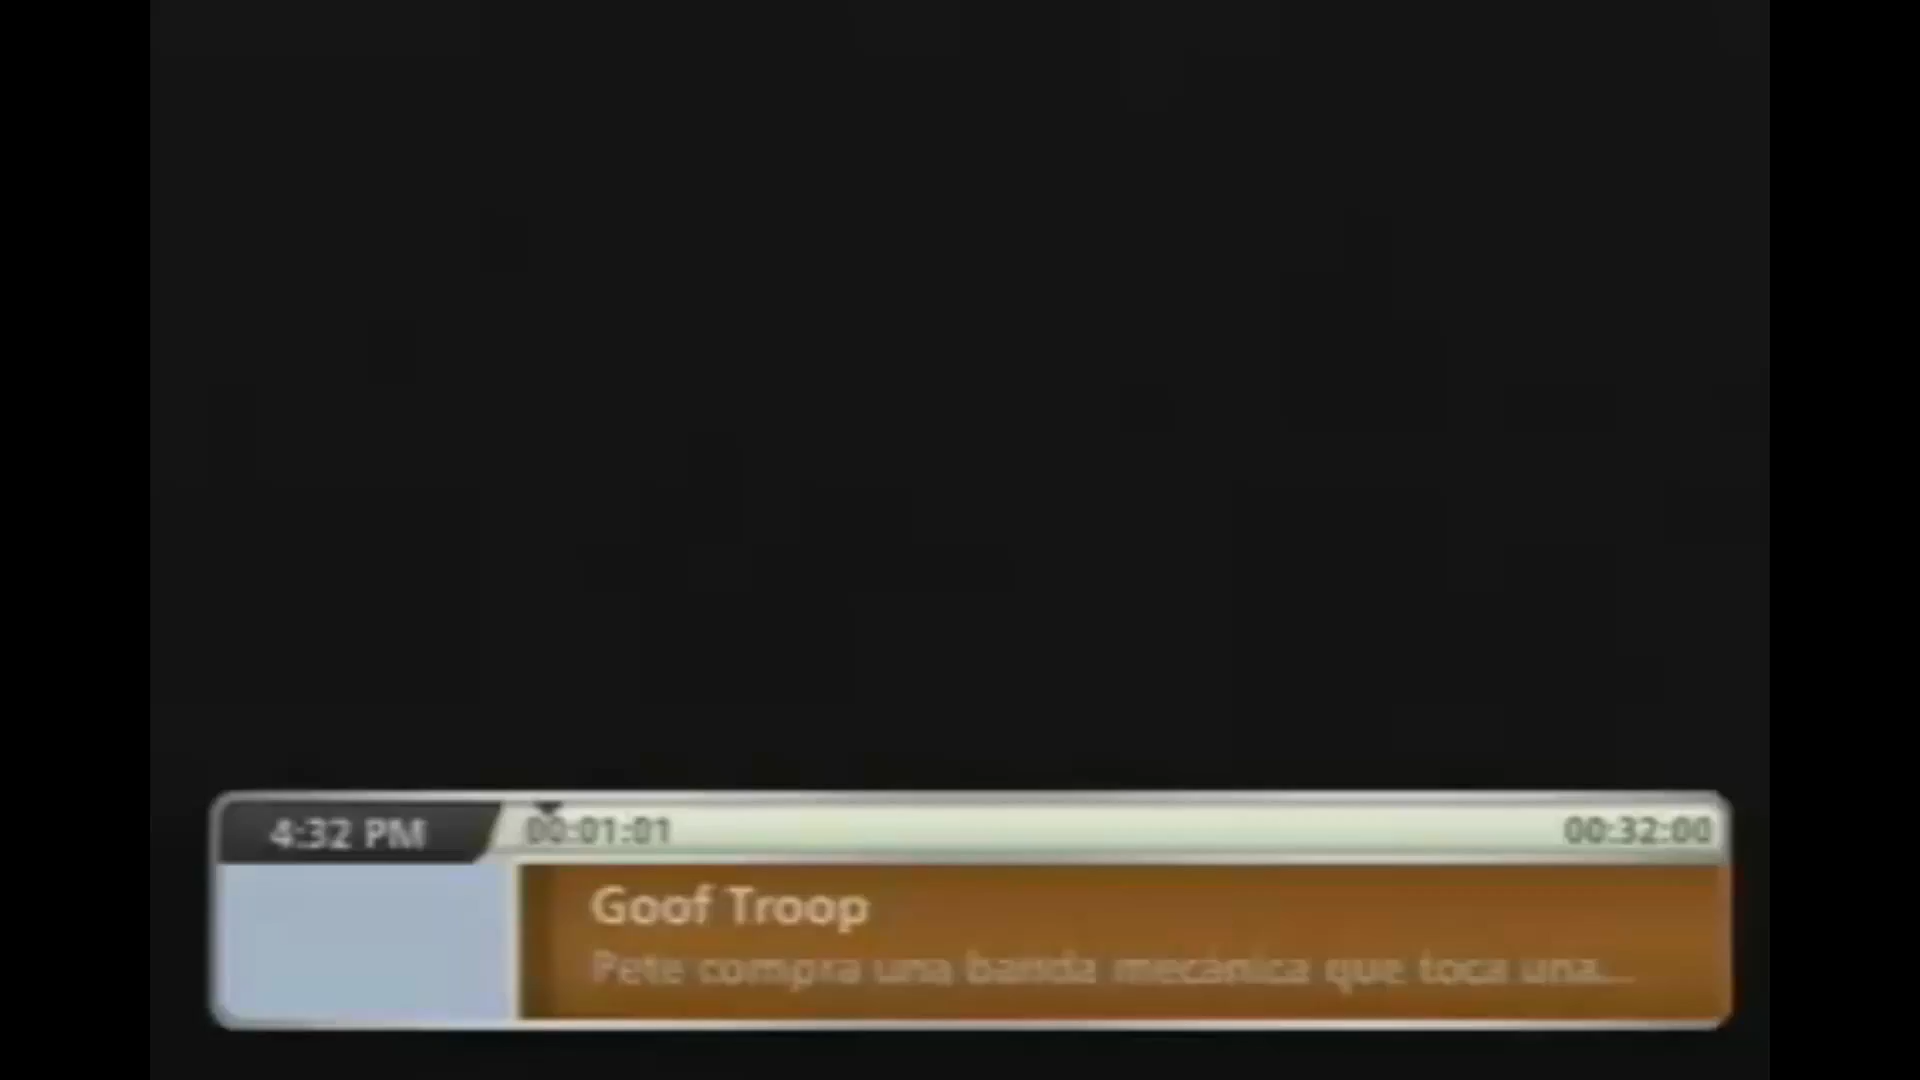 4:32 PM
00:01:01
00:32:00
Goof Troop
Pete compra una banda mecánica que toca una...